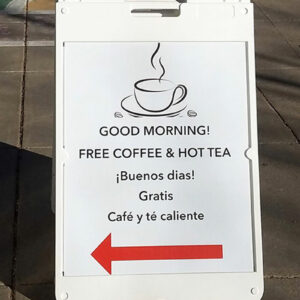 GOOD MORNING!
FREE COFFEE & HOT TEA
¡Buenos dias!
Gratis
Café y té caliente